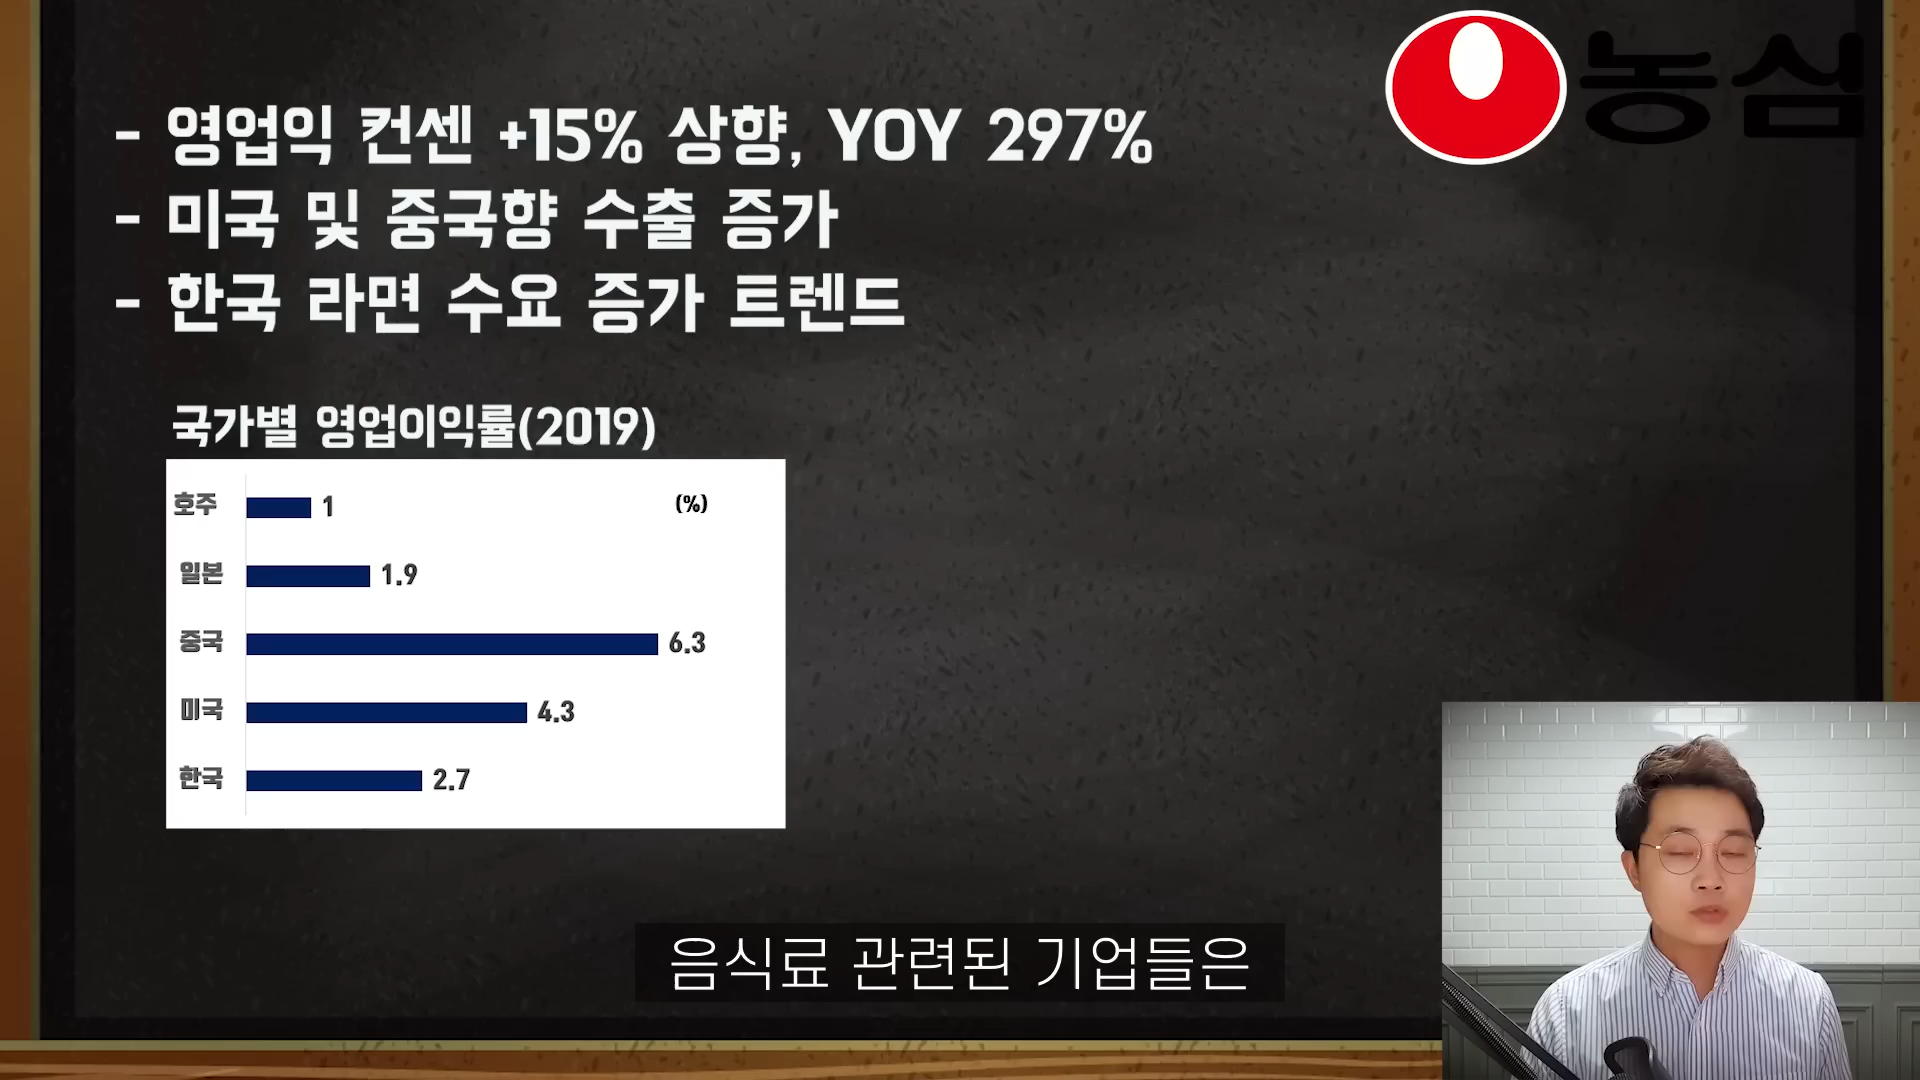 농심
- 영업익 컨센 +15% 상향, YOY 297%
- 미국 및 중국향 수출 증가
- 한국 라면 수요 증가 트렌드
국가별 영업이익률(2019)
(%)
호주 1
일본 1.9
중국 6.3
미국 4.3
한국 2.7
음식료 관련된 기업들은